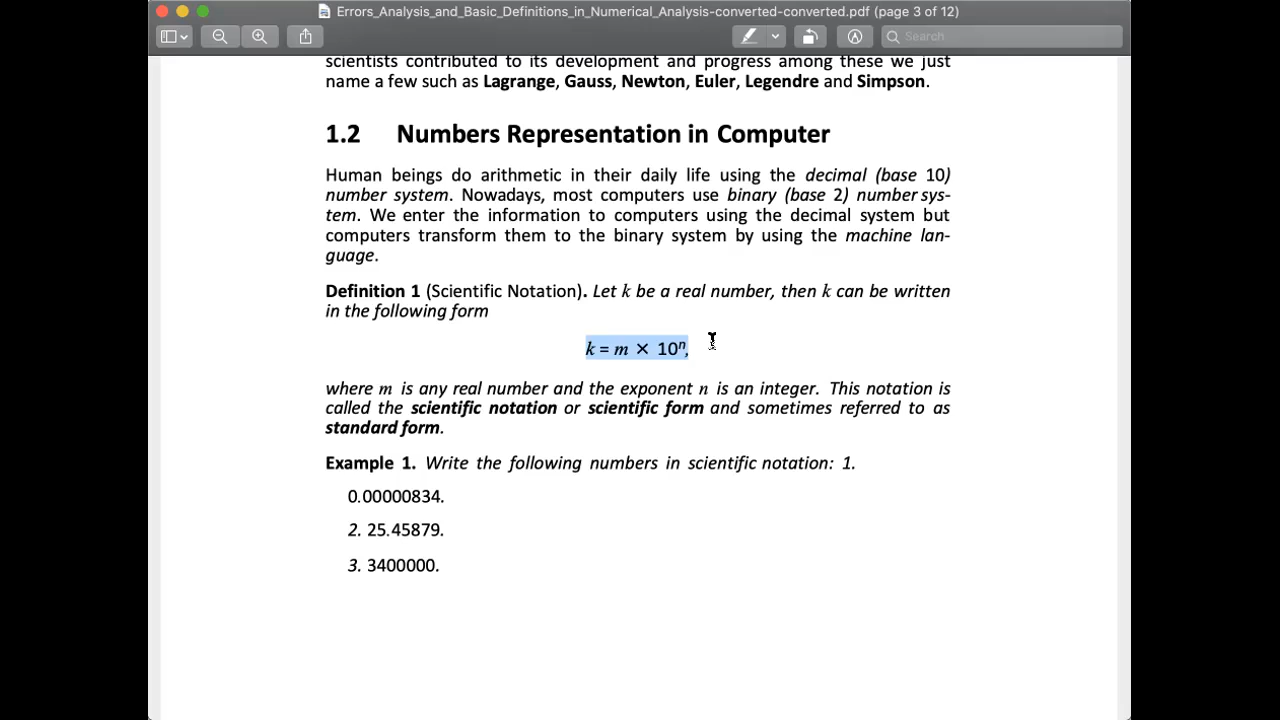 Errors_Analysis_and_Basic_Definitions_in_Numerical_Analysis-converted-converted.pdf (page 3 of 12)
Search
scientists contributed to its development and progress among these we just
name a few such as Lagrange, Gauss, Newton, Euler, Legendre and Simpson.
1.2 Numbers Representation in Computer
Human beings do arithmetic in their daily life using the decimal (base 10)
number system. Nowadays, most computers use binary (base 2) number sys-
tem. We enter the information to computers using the decimal system but
computers transform them to the binary system by using the machine lan-
guage.
Definition 1 (Scientific Notation). Let k be a real number, then k can be written
in the following form
k = m × 10ⁿ,
where m is any real number and the exponent n is an integer. This notation is
called the scientific notation or scientific form and sometimes referred to as
standard form.
Example 1. Write the following numbers in scientific notation: 1.
0.00000834.
2. 25.45879.
3. 3400000.